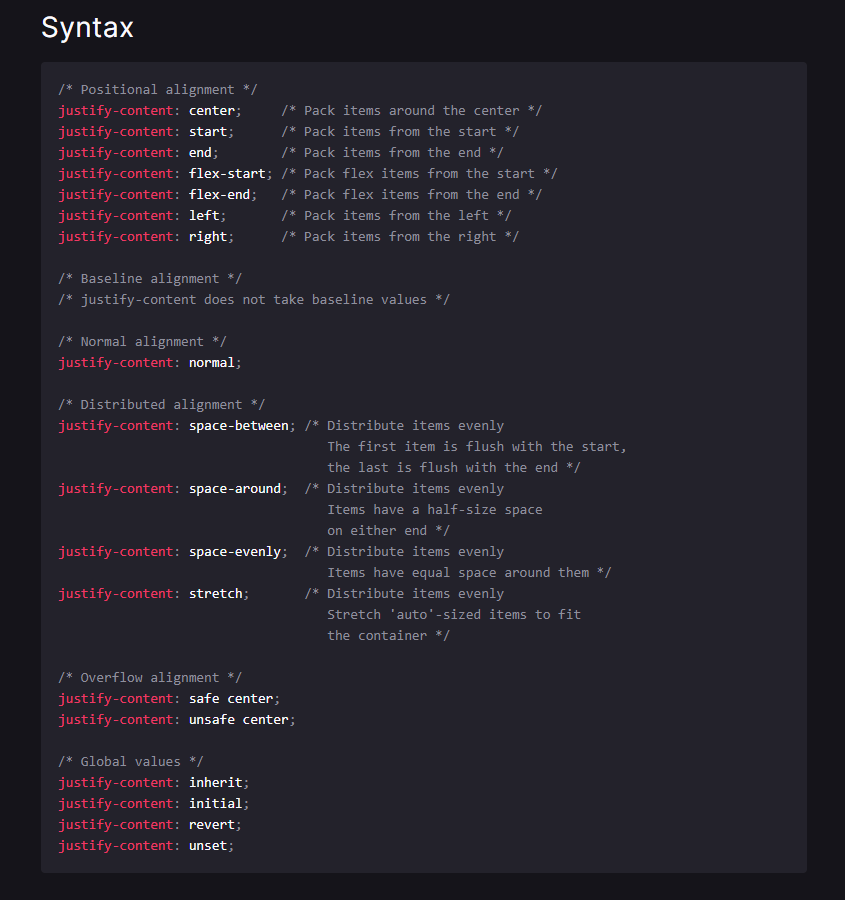 Syntax
/* Positional alignment */
justify-content: center;     /* Pack items around the center */
justify-content: start;      /* Pack items from the start */
justify-content: end;        /* Pack items from the end */
justify-content: flex-start; /* Pack flex items from the start */
justify-content: flex-end;   /* Pack flex items from the end */
justify-content: left;       /* Pack items from the left */
justify-content: right;      /* Pack items from the right */

/* Baseline alignment */
/* justify-content does not take baseline values */

/* Normal alignment */
justify-content: normal;

/* Distributed alignment */
justify-content: space-between; /* Distribute items evenly
                                   The first item is flush with the start,
                                   the last is flush with the end */
justify-content: space-around;  /* Distribute items evenly
                                   Items have a half-size space
                                   on either end */
justify-content: space-evenly;  /* Distribute items evenly
                                   Items have equal space around them */
justify-content: stretch;       /* Distribute items evenly
                                   Stretch 'auto'-sized items to fit
                                   the container */

/* Overflow alignment */
justify-content: safe center;
justify-content: unsafe center;

/* Global values */
justify-content: inherit;
justify-content: initial;
justify-content: revert;
justify-content: unset;